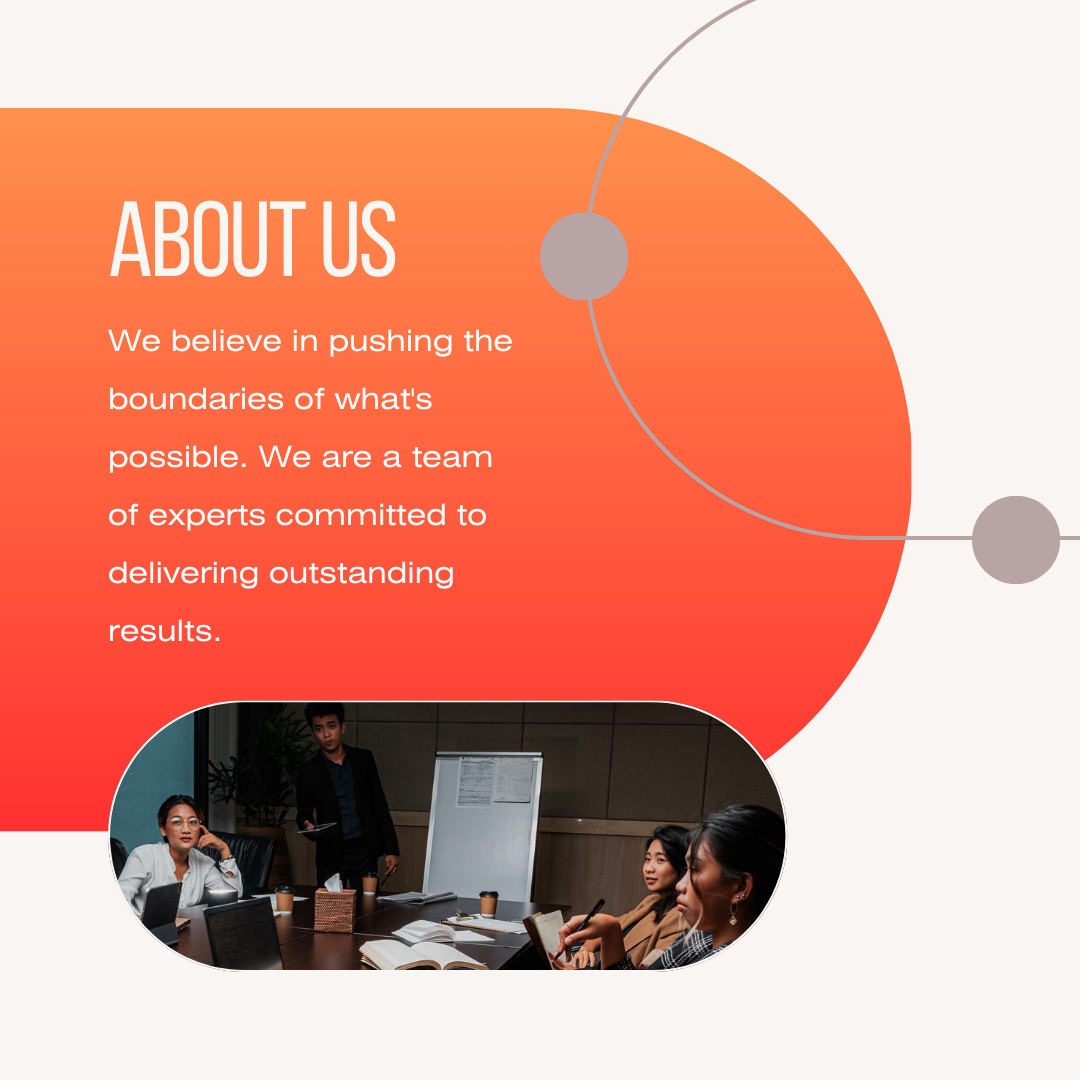 ABOUT US
We believe in pushing the
boundaries of what's
possible. We are a team
of experts committed to
delivering outstanding
results.